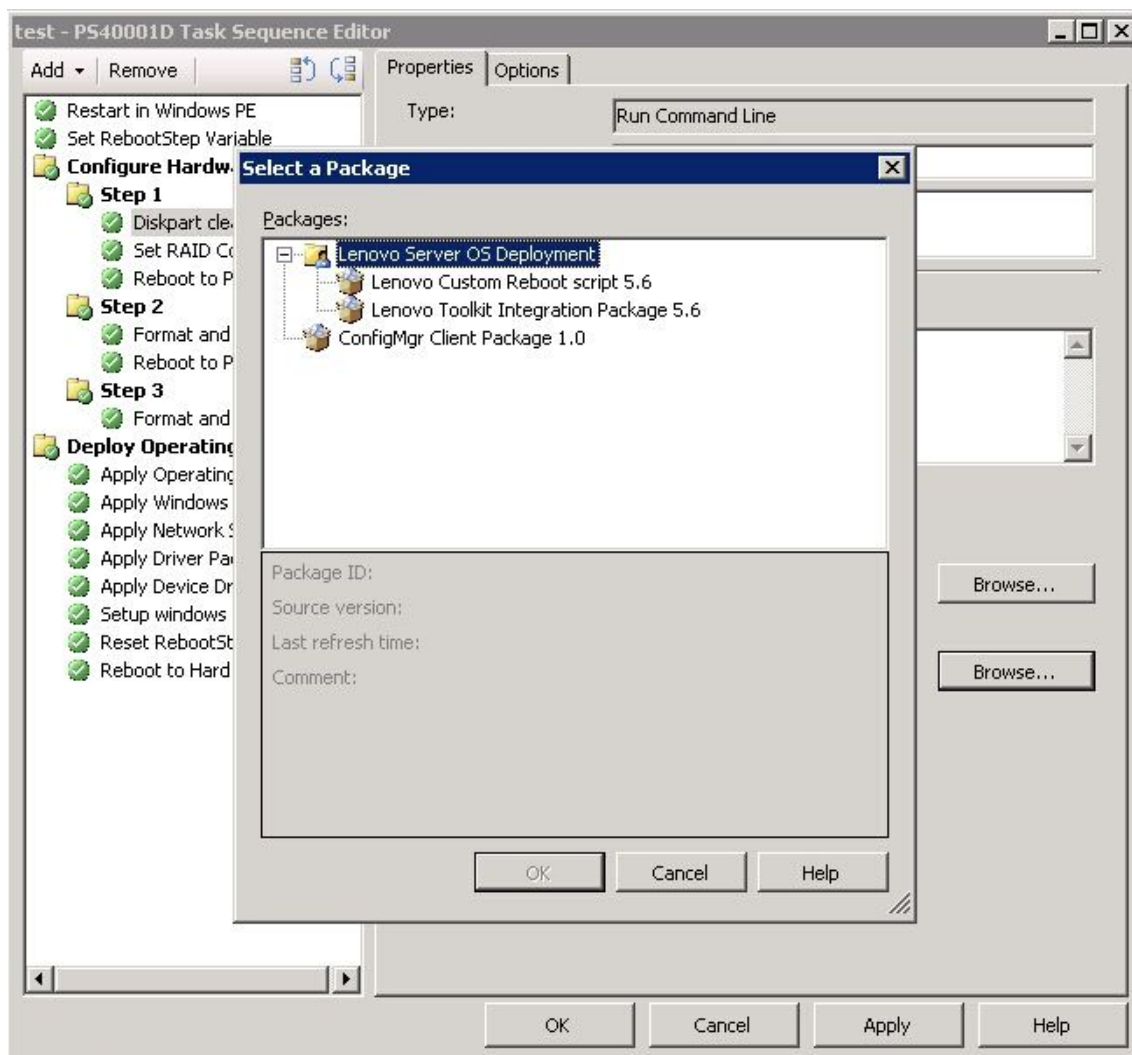 test - PS40001D Task Sequence Editor
Add Remove
Properties Options
Restart in Windows PE
Set RebootStep Variable
Configure Hardw
Step 1
Diskpart cle
Set RAID C
Reboot to P
Step 2
Format and
Reboot to P
Step 3
Format and
Deploy Operating
Apply Operating
Apply Windows
Apply Network S
Apply Driver Pa
Apply Device Dr
Setup windows
Reset RebootSt
Reboot to Hard
Type: Run Command Line
Select a Package
Packages:
Lenovo Server OS Deployment
Lenovo Custom Reboot script 5.6
Lenovo Toolkit Integration Package 5.6
ConfigMgr Client Package 1.0
Package ID:
Source version:
Last refresh time:
Comment:
OK Cancel Help
Browse...
Browse...
OK Cancel Apply Help